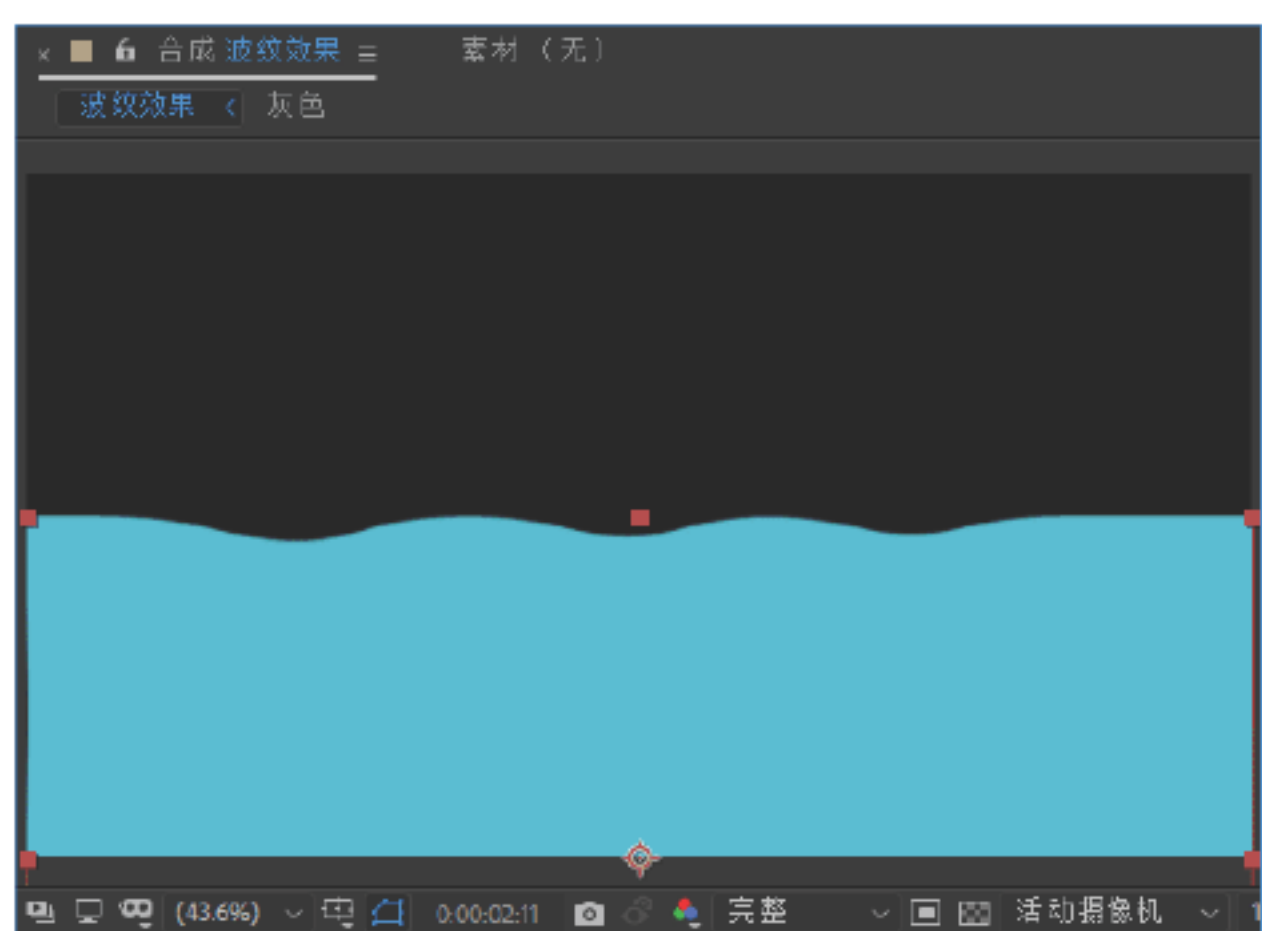 合成 波纹效果 素材（无）
波纹效果 灰色
(43.6%) 0:00:02:11 完整 活动摄像机